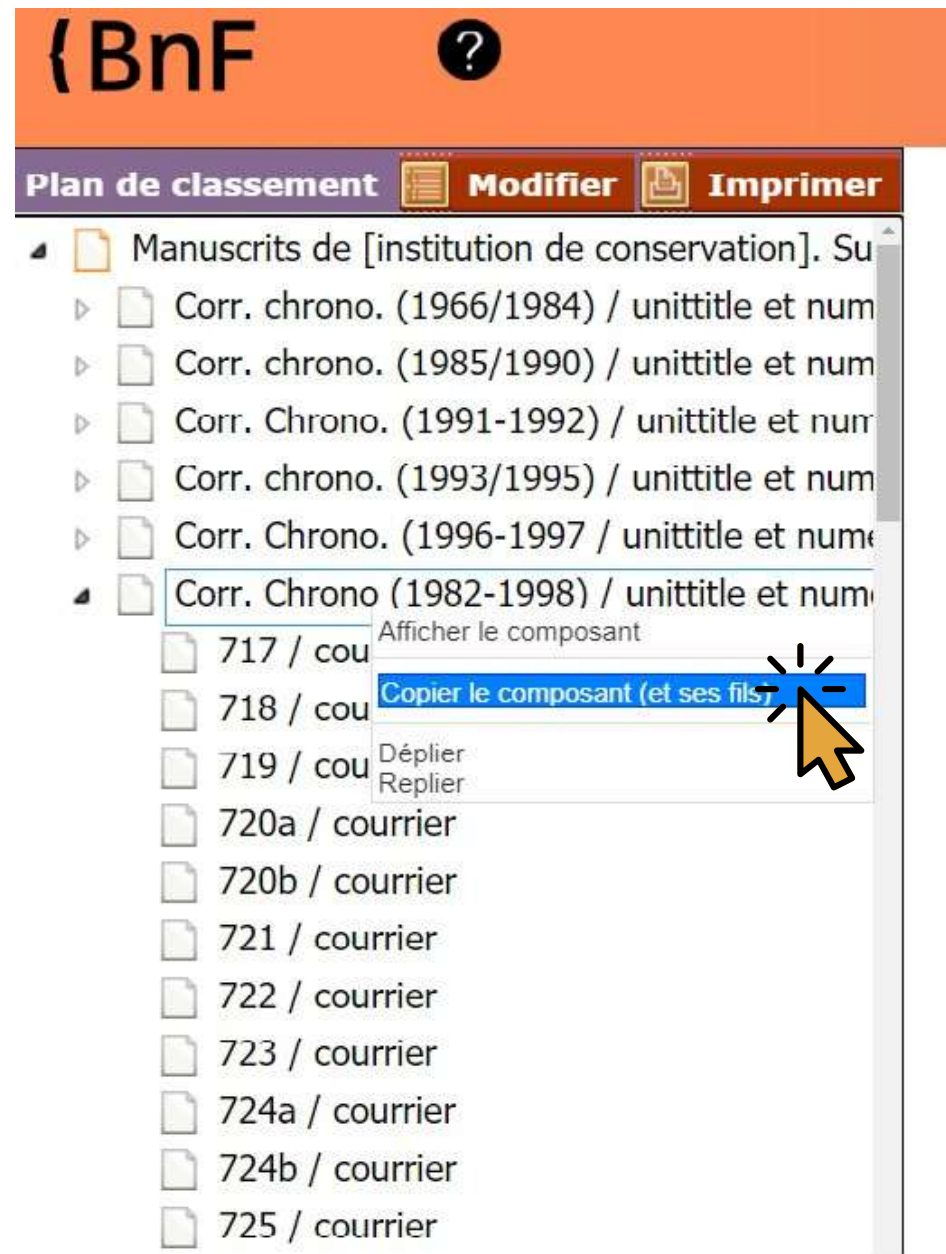 {BnF ?
Plan de classement Modifier Imprimer
Manuscrits de [institution de conservation]. Su
Corr. chrono. (1966/1984) / unittitle et num
Corr. chrono. (1985/1990) / unittitle et num
Corr. Chrono. (1991-1992) / unittitle et num
Corr. chrono. (1993/1995) / unittitle et num
Corr. Chrono. (1996-1997 / unittitle et numé
Corr. Chrono (1982-1998) / unittitle et numé
Afficher le composant
717 / cou
Copier le composant (et ses fils)
718 / cou
Déplier
719 / cou
Replier
720a / courrier
720b / courrier
721 / courrier
722 / courrier
723 / courrier
724a / courrier
724b / courrier
725 / courrier